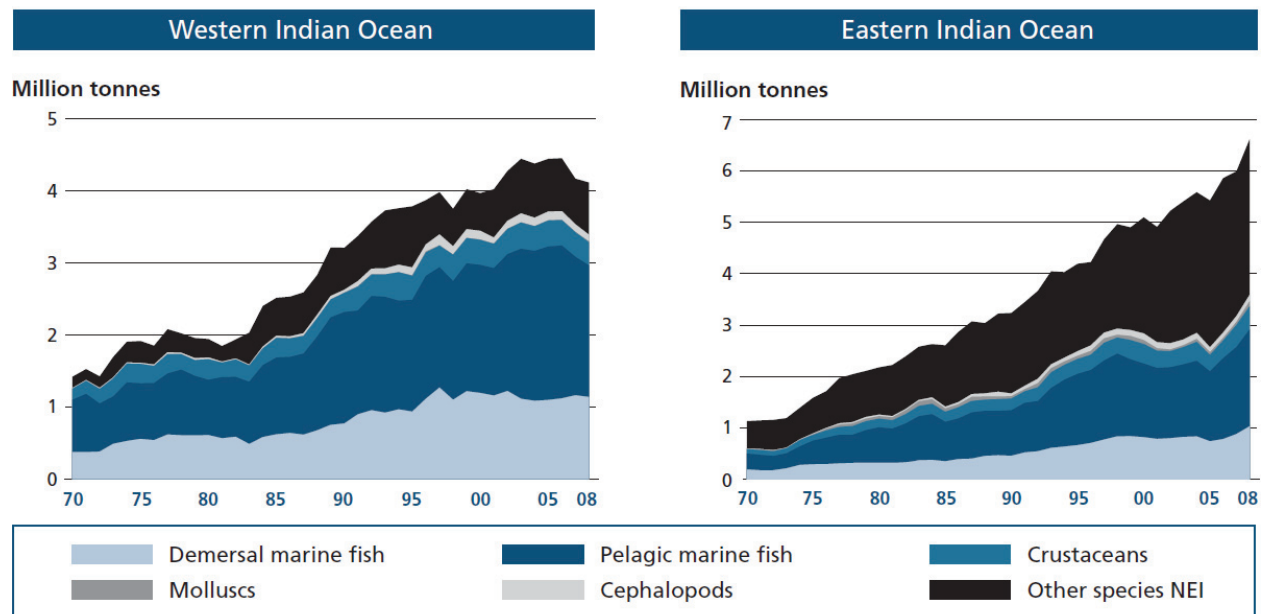 Western Indian Ocean
Million tonnes
5
4
3
2
1
0
70 75 80 85 90 95 00 05 08
Eastern Indian Ocean
Million tonnes
7
6
5
4
3
2
1
0
70 75 80 85 90 95 00 05 08
Demersal marine fish Pelagic marine fish Crustaceans
Molluscs Cephalopods Other species NEI